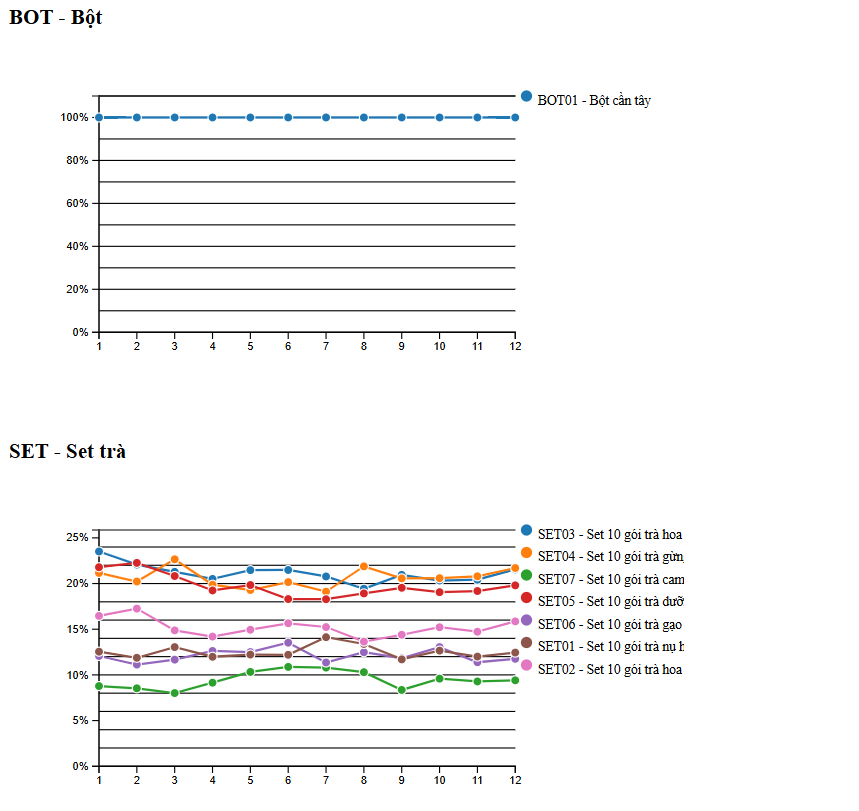 BOT - Bột
BOT01 - Bột cần tây
100%
80%
60%
40%
20%
0%
1 2 3 4 5 6 7 8 9 10 11 12
SET - Set trà
SET03 - Set 10 gói trà hoa
SET04 - Set 10 gói trà gừn
SET07 - Set 10 gói trà cam
SET05 - Set 10 gói trà dưỡ
SET06 - Set 10 gói trà gạo
SET01 - Set 10 gói trà nụ h
SET02 - Set 10 gói trà hoa
25%
20%
15%
10%
5%
0%
1 2 3 4 5 6 7 8 9 10 11 12